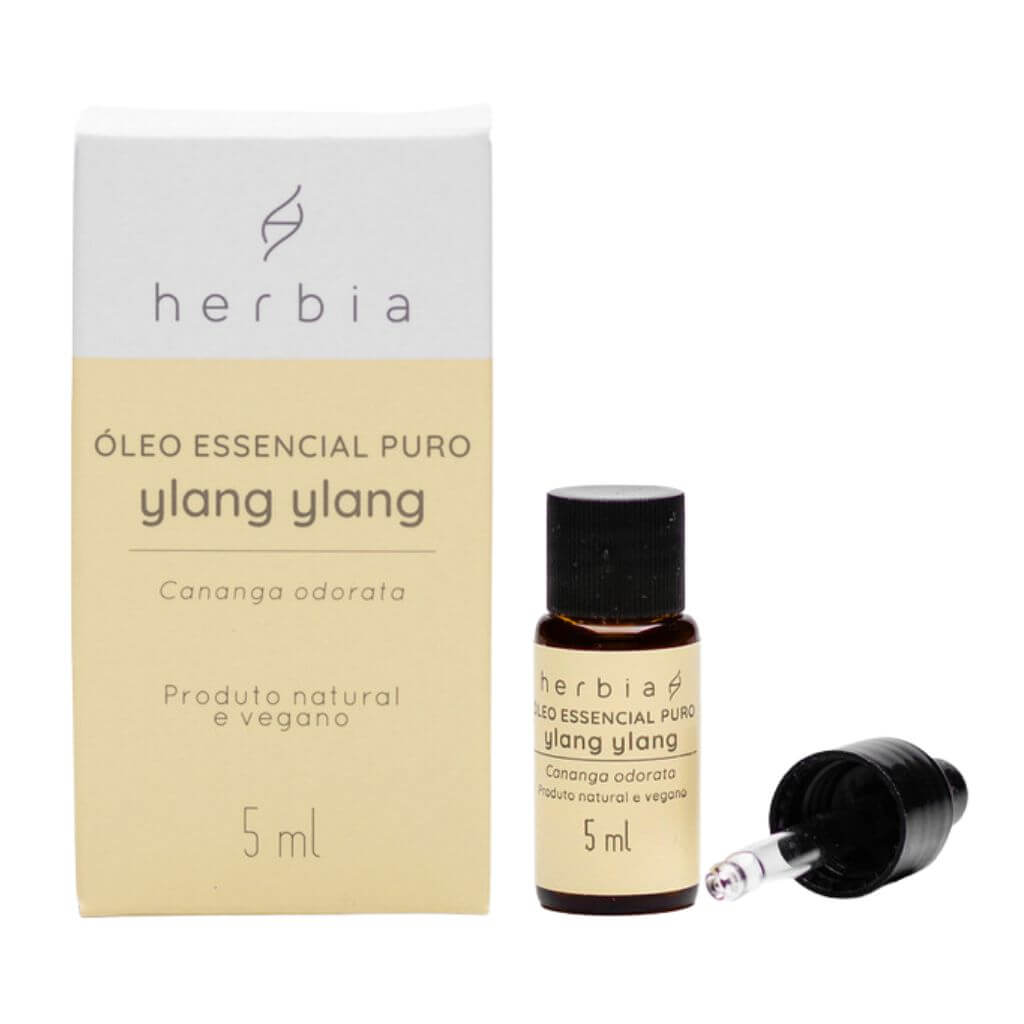 herbia
ÓLEO ESSENCIAL PURO
ylang ylang
Cananga odorata
Produto natural
e vegano
5 ml
herbia
ÓLEO ESSENCIAL PURO
ylang ylang
Cananga odorata
Produto natural e vegano
5 ml